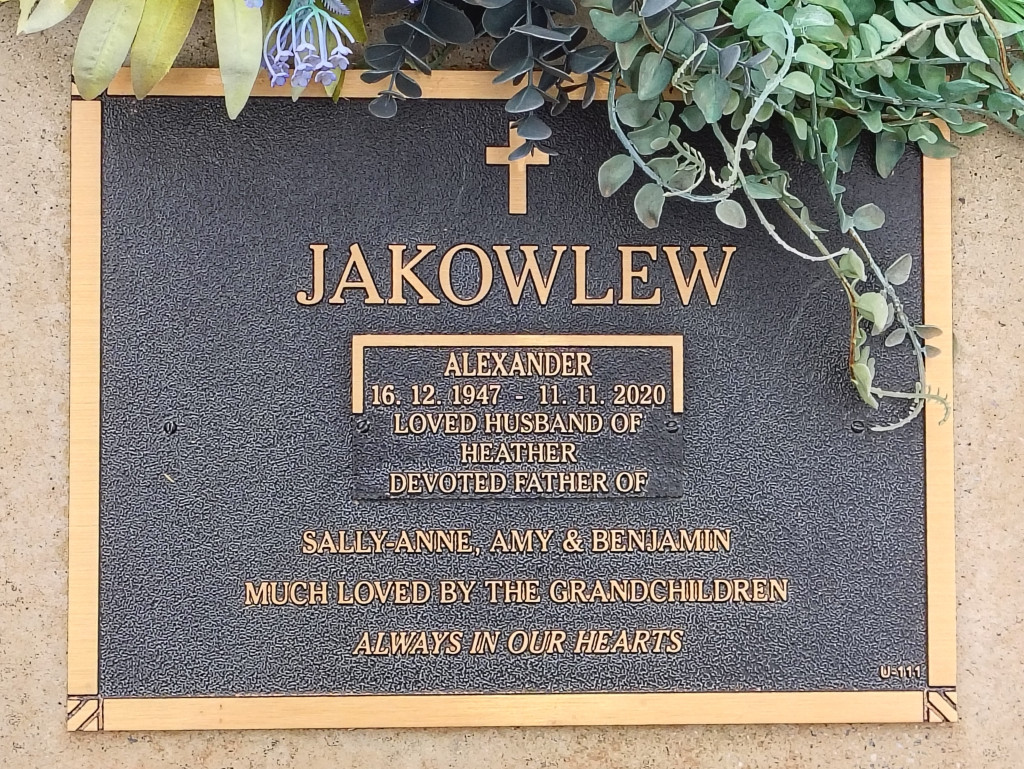 JAKOWLEW
ALEXANDER
16. 12. 1947 - 11. 11. 2020
LOVED HUSBAND OF
HEATHER
DEVOTED FATHER OF
SALLY-ANNE, AMY & BENJAMIN
MUCH LOVED BY THE GRANDCHILDREN
ALWAYS IN OUR HEARTS
U-111